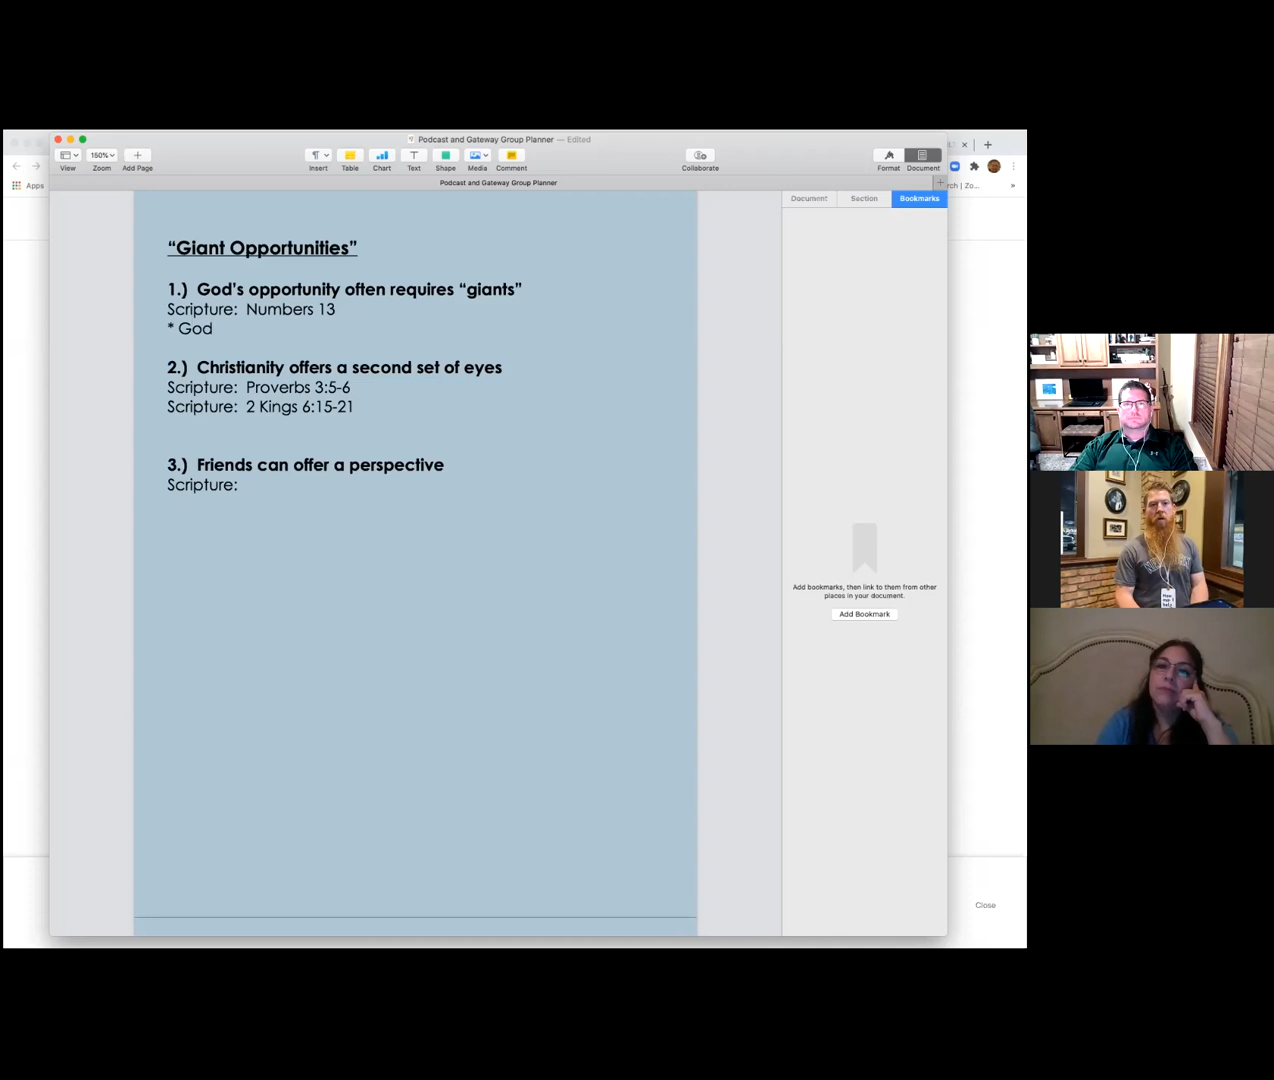 Podcast and Gateway Group Planner — Edited
View
150%
Zoom
Add Page
Insert
Table
Chart
Text
Shape
Media
Comment
Collaborate
Format
Document
Apps
Podcast and Gateway Group Planner
Document
Section
Bookmarks
“Giant Opportunities”
1.) God’s opportunity often requires “giants”
Scripture: Numbers 13
* God
2.) Christianity offers a second set of eyes
Scripture: Proverbs 3:5-6
Scripture: 2 Kings 6:15-21
3.) Friends can offer a perspective
Scripture:
Add bookmarks, then link to them from other
places in your document.
Add Bookmark
Close